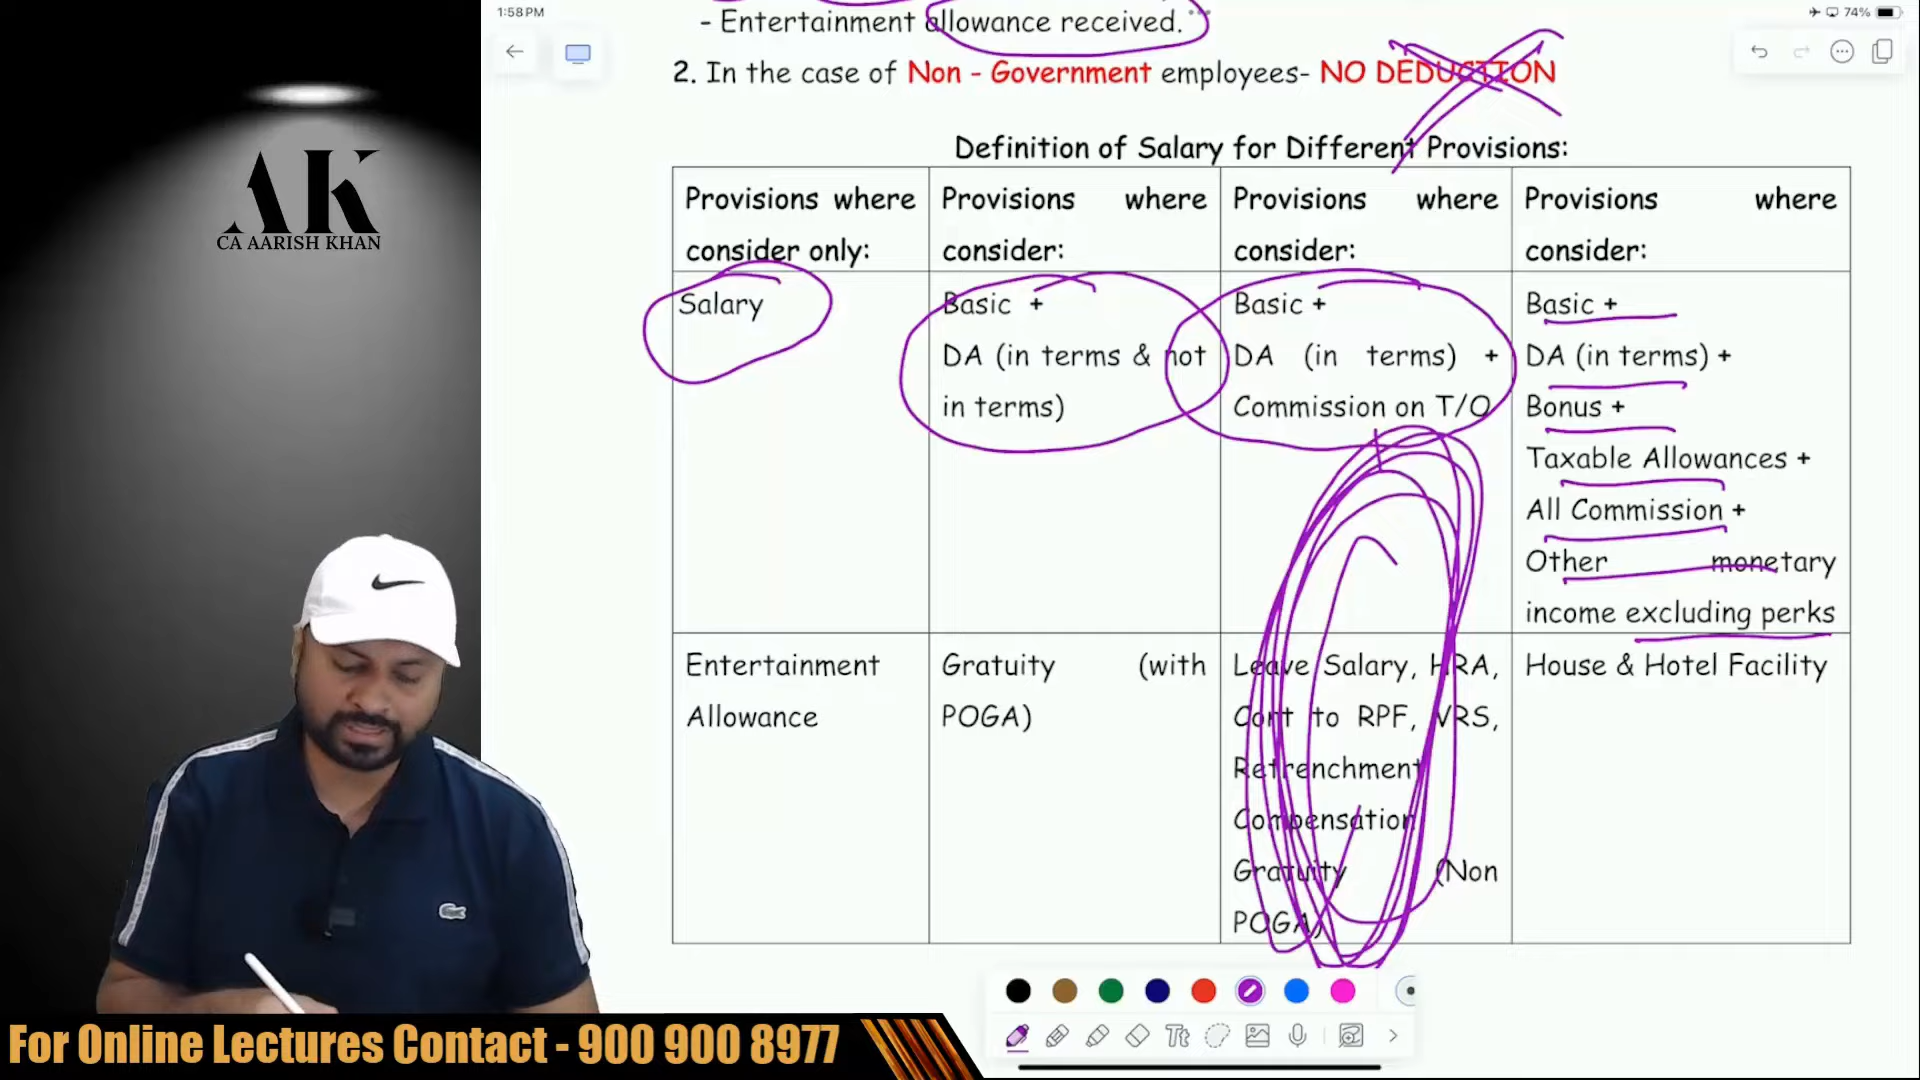 1:58 PM
74%
- Entertainment allowance received.
2. In the case of Non - Government employees- NO DEDUCTION
Definition of Salary for Different Provisions:
Provisions where consider only:
Provisions where consider:
Provisions where consider:
Provisions where consider:
Salary
Basic +
DA (in terms & not
in terms)
Basic +
DA (in terms) +
Commission on T/O
Basic +
DA (in terms) +
Bonus +
Taxable Allowances +
All Commission +
Other monetary
income excluding perks
Entertainment
Allowance
Gratuity (with
POGA)
Leave Salary, HRA,
Cont to RPF, VRS,
Retrenchment
Compensation
Gratuity (Non
POGA)
House & Hotel Facility
AK
CA AARISH KHAN
Tt
For Online Lectures Contact - 900 900 8977